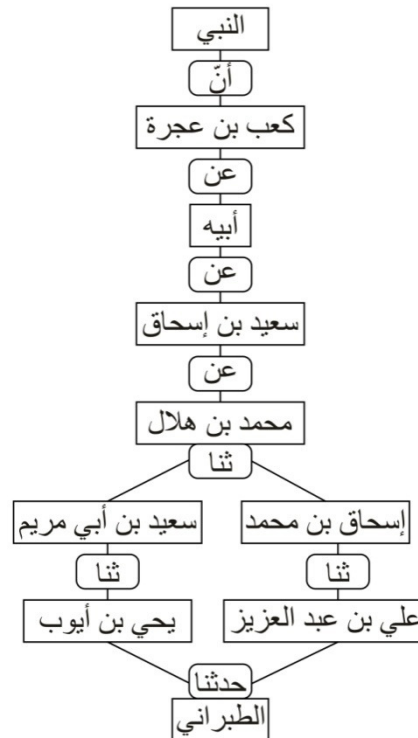 النبي
أنّ
كعب بن عجرة
عن
أبيه
عن
سعيد بن إسحاق
عن
محمد بن هلال
ثنا
إسحاق بن محمد
سعيد بن أبي مريم
ثنا
ثنا
علي بن عبد العزيز
يحي بن أيوب
حدثنا
الطبراني